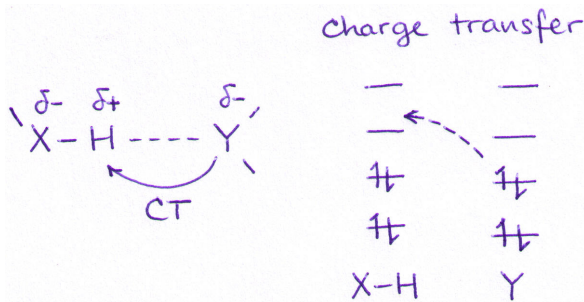 Charge transfer
δ- δ+ δ-
X-H----Y
CT
X-H Y